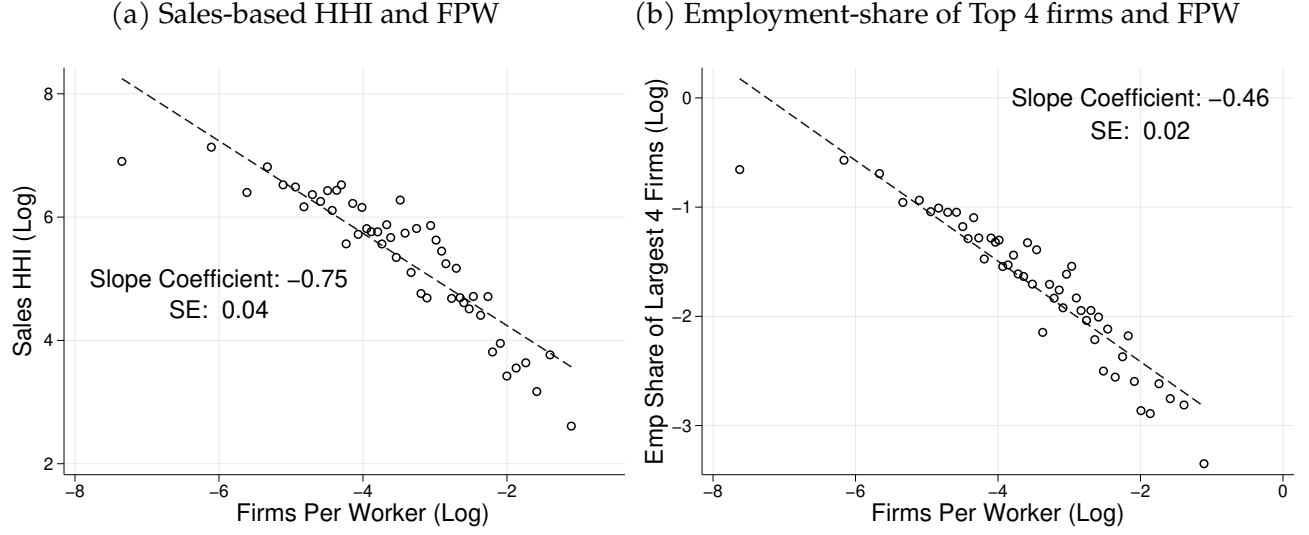 (a) Sales-based HHI and FPW
Sales HHI (Log)
8
6
4
2
Slope Coefficient: −0.75
SE: 0.04
−8
−6
−4
−2
Firms Per Worker (Log)
(b) Employment-share of Top 4 firms and FPW
Emp Share of Largest 4 Firms (Log)
0
−1
−2
−3
Slope Coefficient: −0.46
SE: 0.02
−8
−6
−4
−2
0
Firms Per Worker (Log)